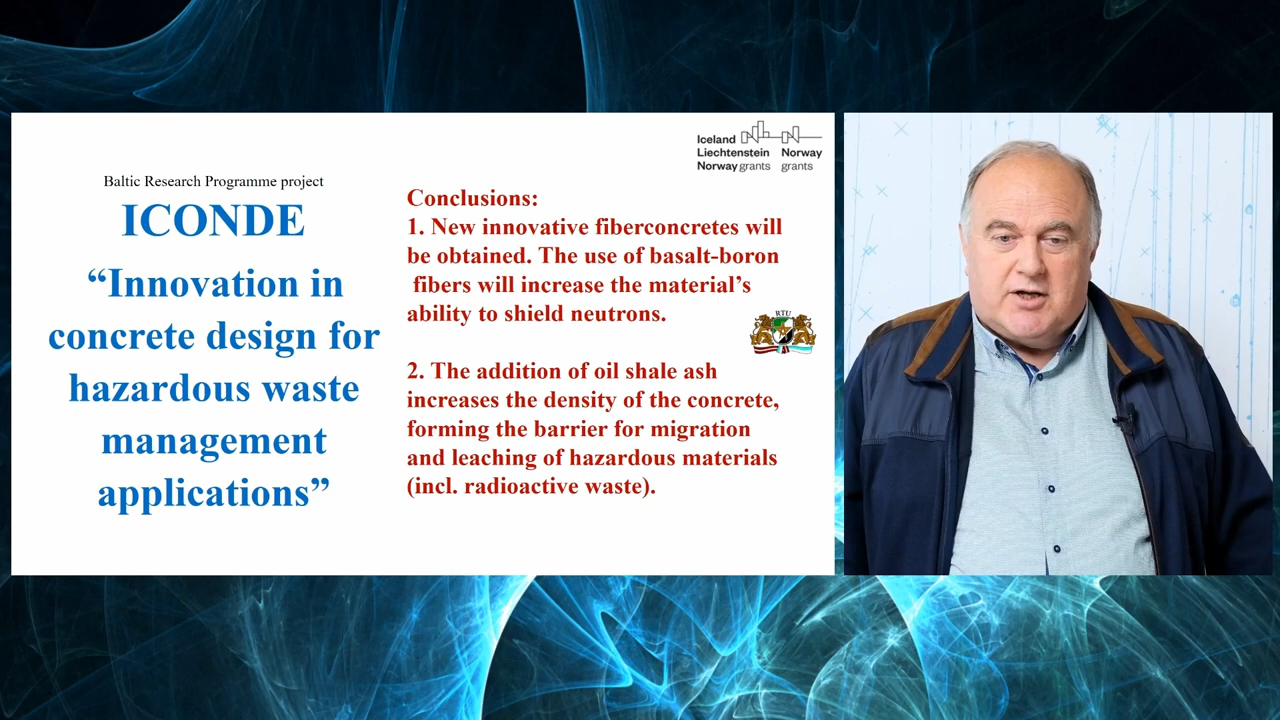 Iceland
Liechtenstein
Norway grants
Norway
grants
Baltic Research Programme project
ICONDE
“Innovation in
concrete design for
hazardous waste
management
applications”
Conclusions:
1. New innovative fiberconcretes will
be obtained. The use of basalt-boron
fibers will increase the material’s
ability to shield neutrons.
RTU
2. The addition of oil shale ash
increases the density of the concrete,
forming the barrier for migration
and leaching of hazardous materials
(incl. radioactive waste).